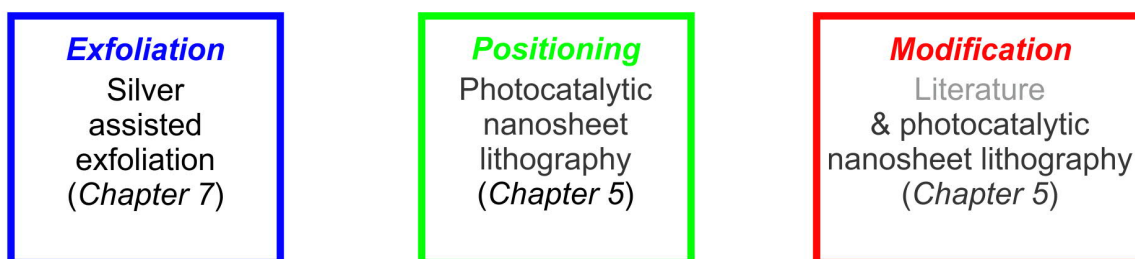 Exfoliation
Silver
assisted
exfoliation
(Chapter 7)
Positioning
Photocatalytic
nanosheet
lithography
(Chapter 5)
Modification
Literature
& photocatalytic
nanosheet lithography
(Chapter 5)